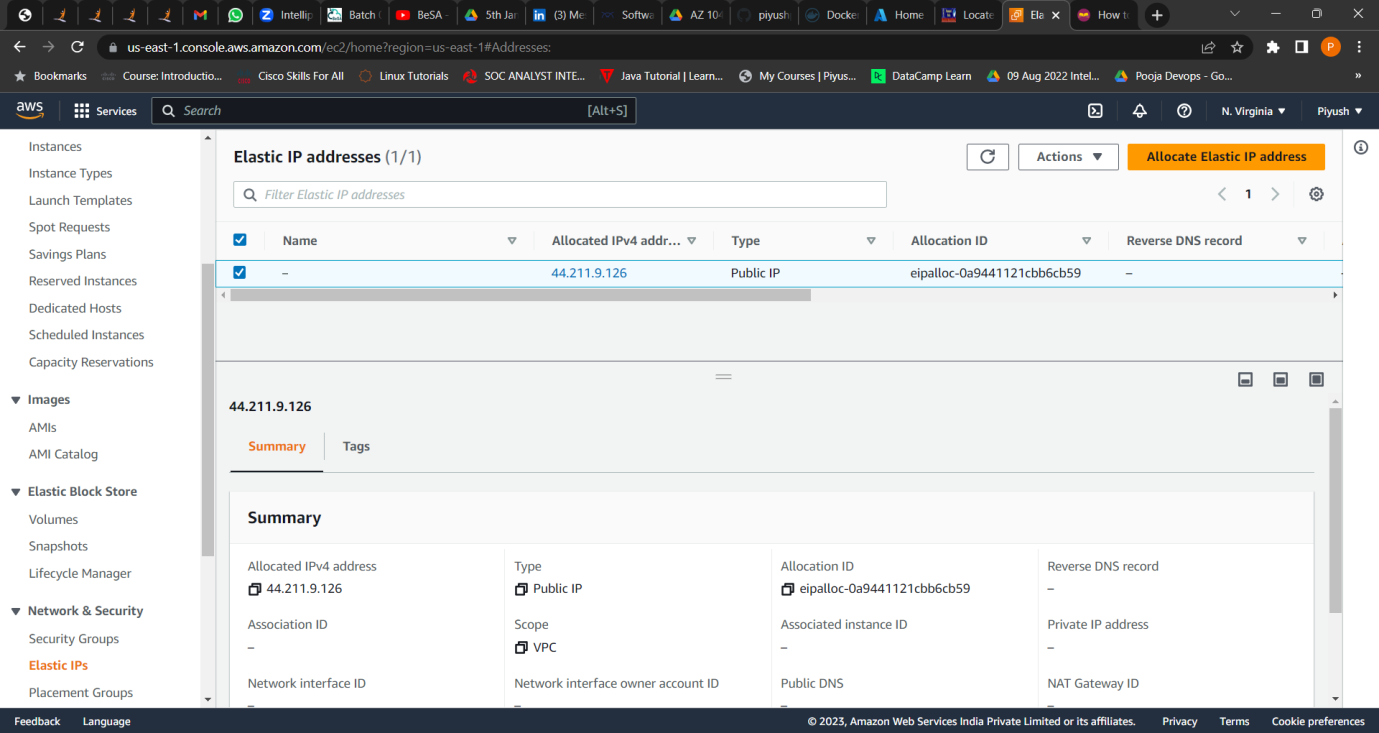 Intellip
Batch (
BeSA -
5th Jan
(3) Me
Softwa
AZ 104
piyush
Docker
Home
Locate
Ela
How to
us-east-1.console.aws.amazon.com/ec2/home?region=us-east-1#Addresses:
P
Bookmarks
Course: Introductio...
Cisco Skills For All
Linux Tutorials
SOC ANALYST INTE...
Java Tutorial | Learn...
My Courses | Piyus...
DataCamp Learn
09 Aug 2022 Intel...
Pooja Devops - Go...
»
aws
Services
Search
[Alt+S]
N. Virginia
Piyush
Instances
Instance Types
Launch Templates
Spot Requests
Savings Plans
Reserved Instances
Dedicated Hosts
Scheduled Instances
Capacity Reservations
Images
AMIs
AMI Catalog
Elastic Block Store
Volumes
Snapshots
Lifecycle Manager
Network & Security
Security Groups
Elastic IPs
Placement Groups
Elastic IP addresses (1/1)
Actions
Allocate Elastic IP address
Filter Elastic IP addresses
1
Name
Allocated IPv4 addr...
Type
Allocation ID
Reverse DNS record
–
44.211.9.126
Public IP
eipalloc-0a9441121cbb6cb59
–
44.211.9.126
Summary
Tags
Summary
Allocated IPv4 address
44.211.9.126
Type
Public IP
Allocation ID
eipalloc-0a9441121cbb6cb59
Reverse DNS record
–
Association ID
–
Scope
VPC
Associated instance ID
–
Private IP address
–
Network interface ID
–
Network interface owner account ID
–
Public DNS
–
NAT Gateway ID
–
Feedback
Language
© 2023, Amazon Web Services India Private Limited or its affiliates.
Privacy
Terms
Cookie preferences